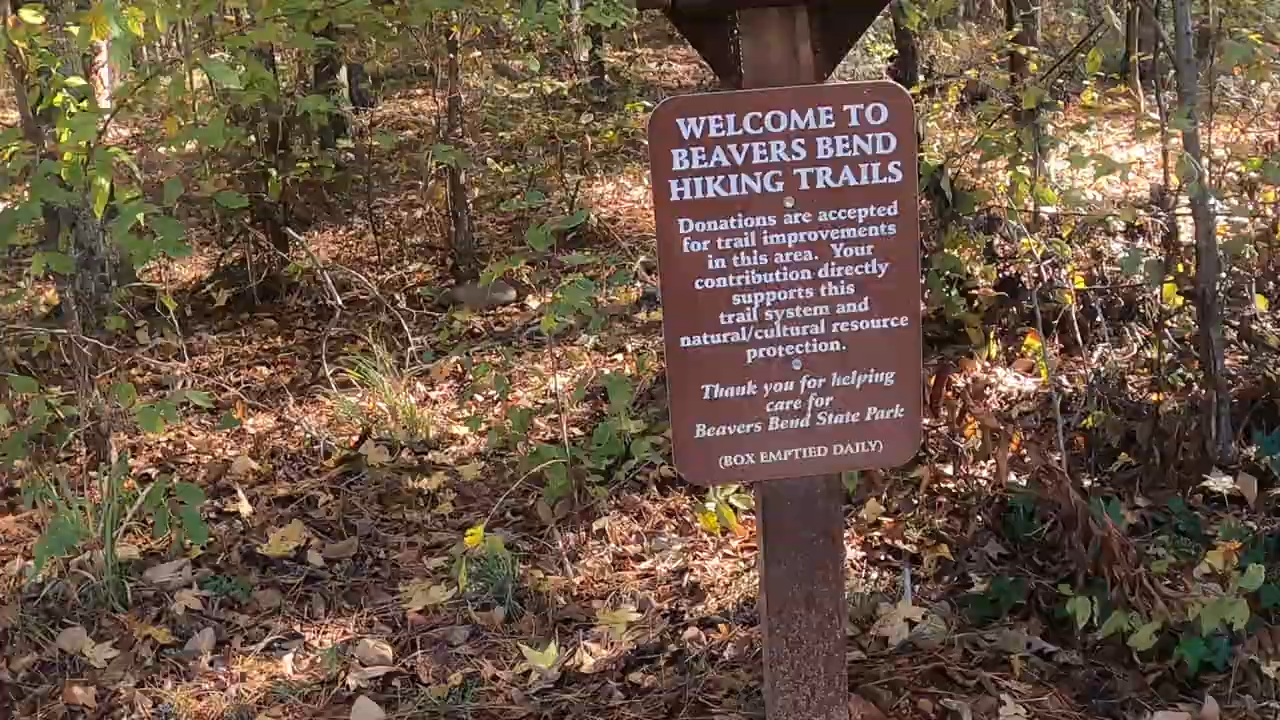 WELCOME TO
BEAVERS BEND
HIKING TRAILS
Donations are accepted
for trail improvements
in this area. Your
contribution directly
supports this
trail system and
natural/cultural resource
protection.
Thank you for helping
care for
Beavers Bend State Park
(BOX EMPTIED DAILY)